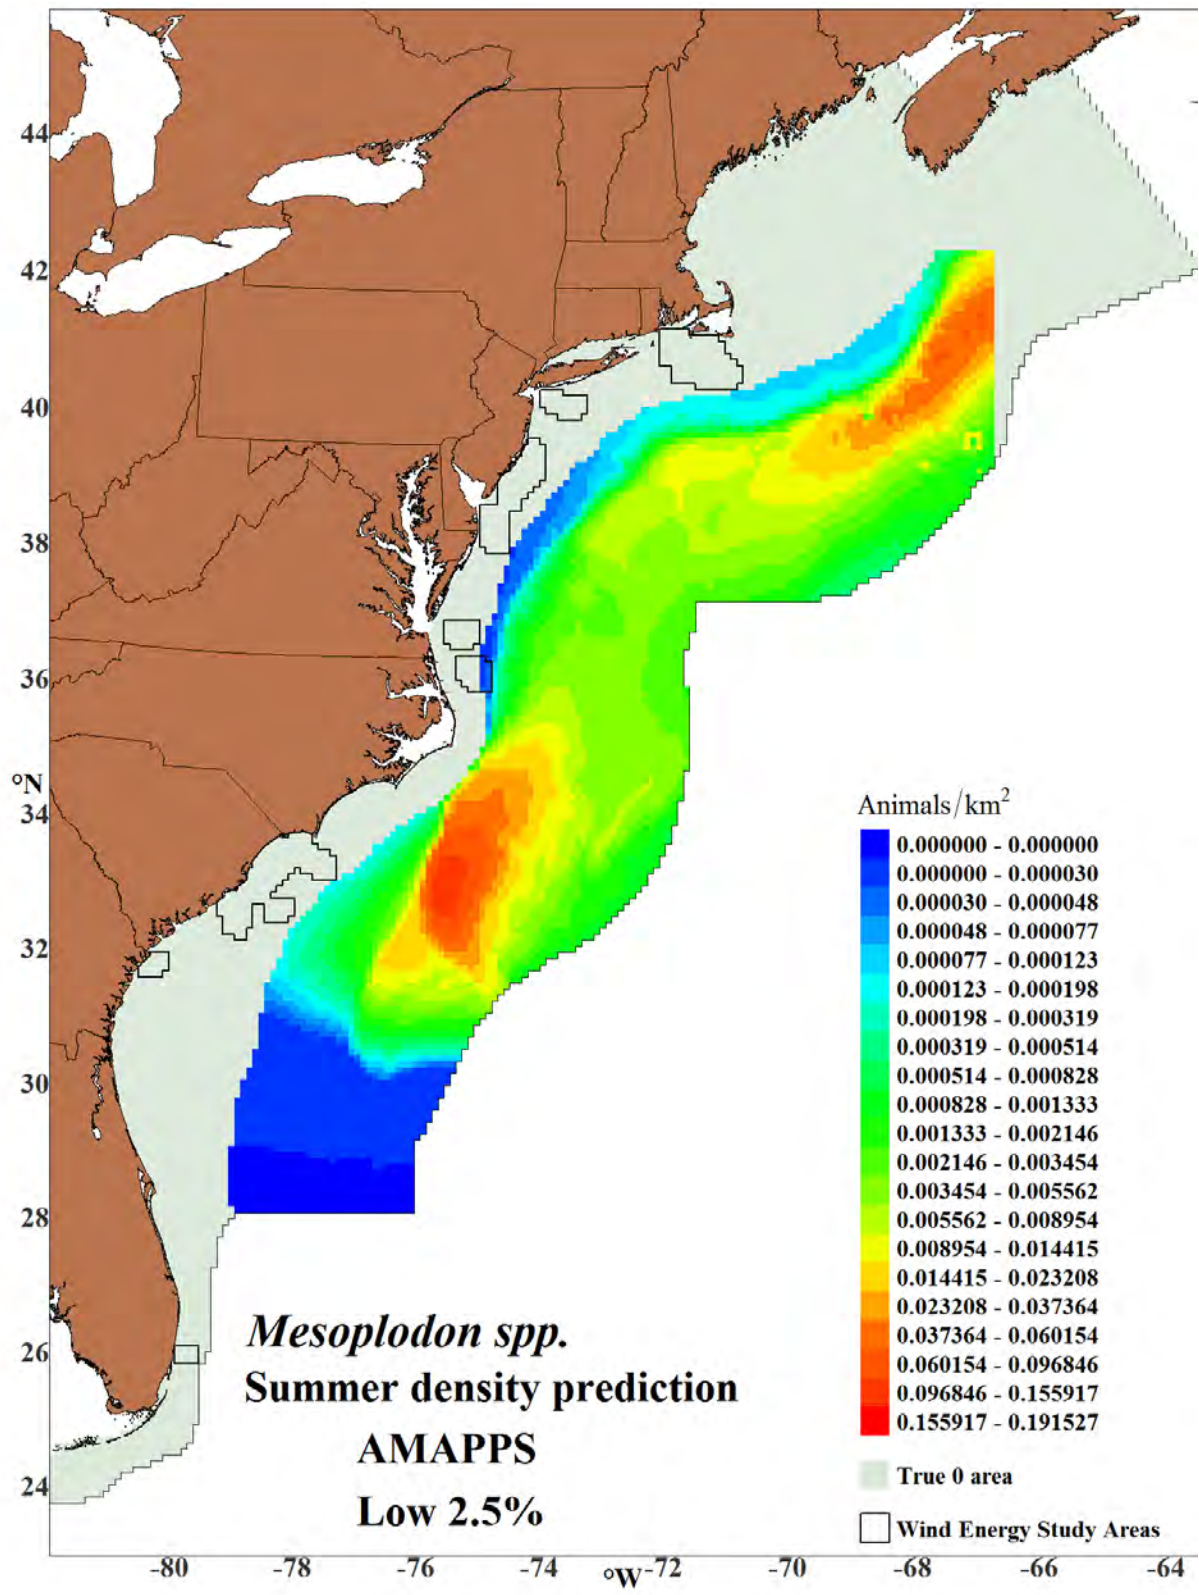 44
42
40
38
36
°N
34
32
30
28
26
24
Animals/km²
0.000000 - 0.000000
0.000000 - 0.000030
0.000030 - 0.000048
0.000048 - 0.000077
0.000077 - 0.000123
0.000123 - 0.000198
0.000198 - 0.000319
0.000319 - 0.000514
0.000514 - 0.000828
0.000828 - 0.001333
0.001333 - 0.002146
0.002146 - 0.003454
0.003454 - 0.005562
0.005562 - 0.008954
0.008954 - 0.014415
0.014415 - 0.023208
0.023208 - 0.037364
0.037364 - 0.060154
0.060154 - 0.096846
0.096846 - 0.155917
0.155917 - 0.191527
True 0 area
Wind Energy Study Areas
Mesoplodon spp.
Summer density prediction
AMAPPS
Low 2.5%
-80 -78 -76 -74 -72 -70 -68 -66 -64
°W